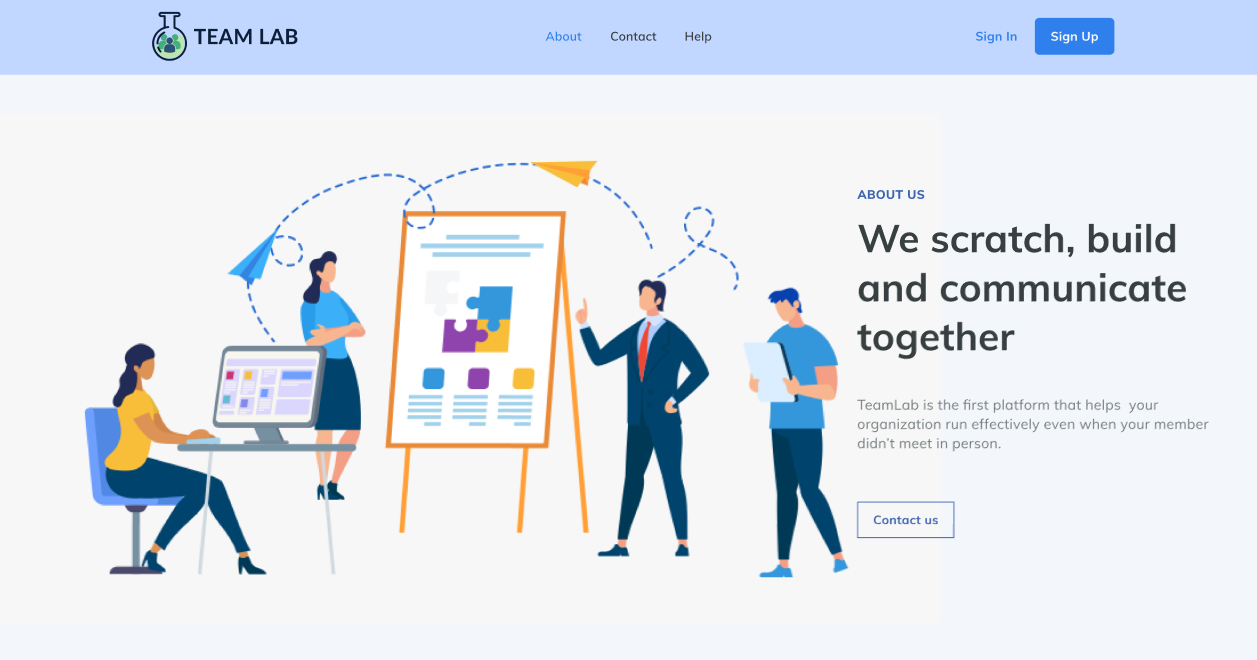 TEAM LAB
About
Contact
Help
Sign In
Sign Up
ABOUT US
We scratch, build
and communicate
together
TeamLab is the first platform that helps  your
organization run effectively even when your member
didn't meet in person.
Contact us